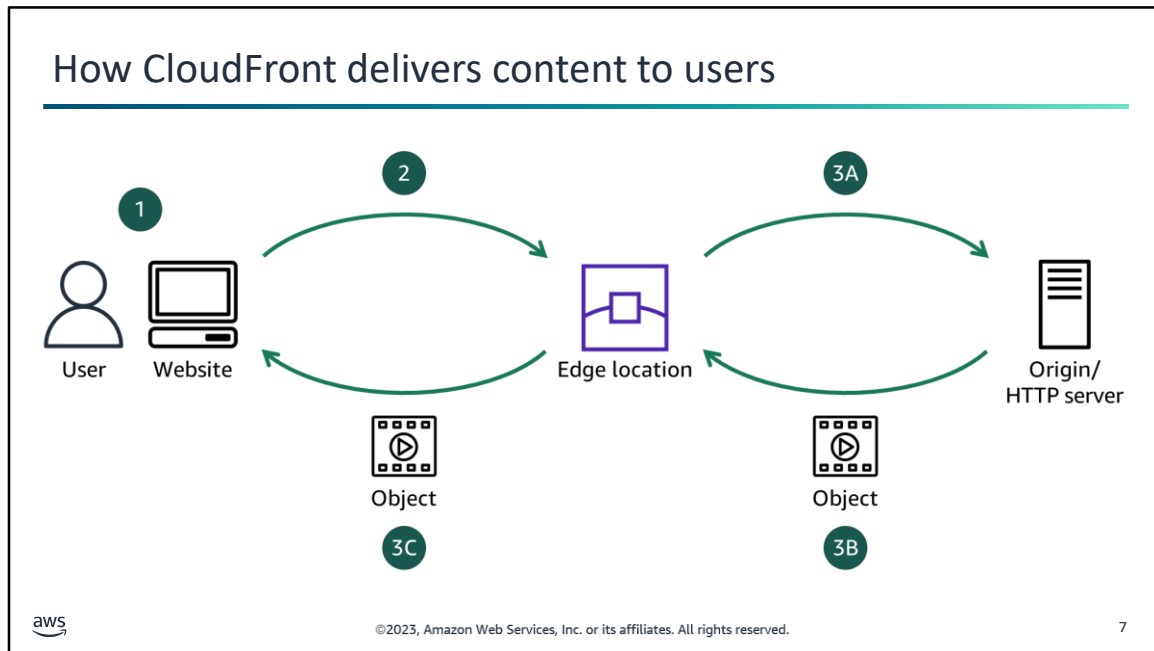 How CloudFront delivers content to users
1
2
3A
User
Website
Edge location
Origin/
HTTP server
Object
Object
3C
3B
aws
©2023, Amazon Web Services, Inc. or its affiliates. All rights reserved.
7